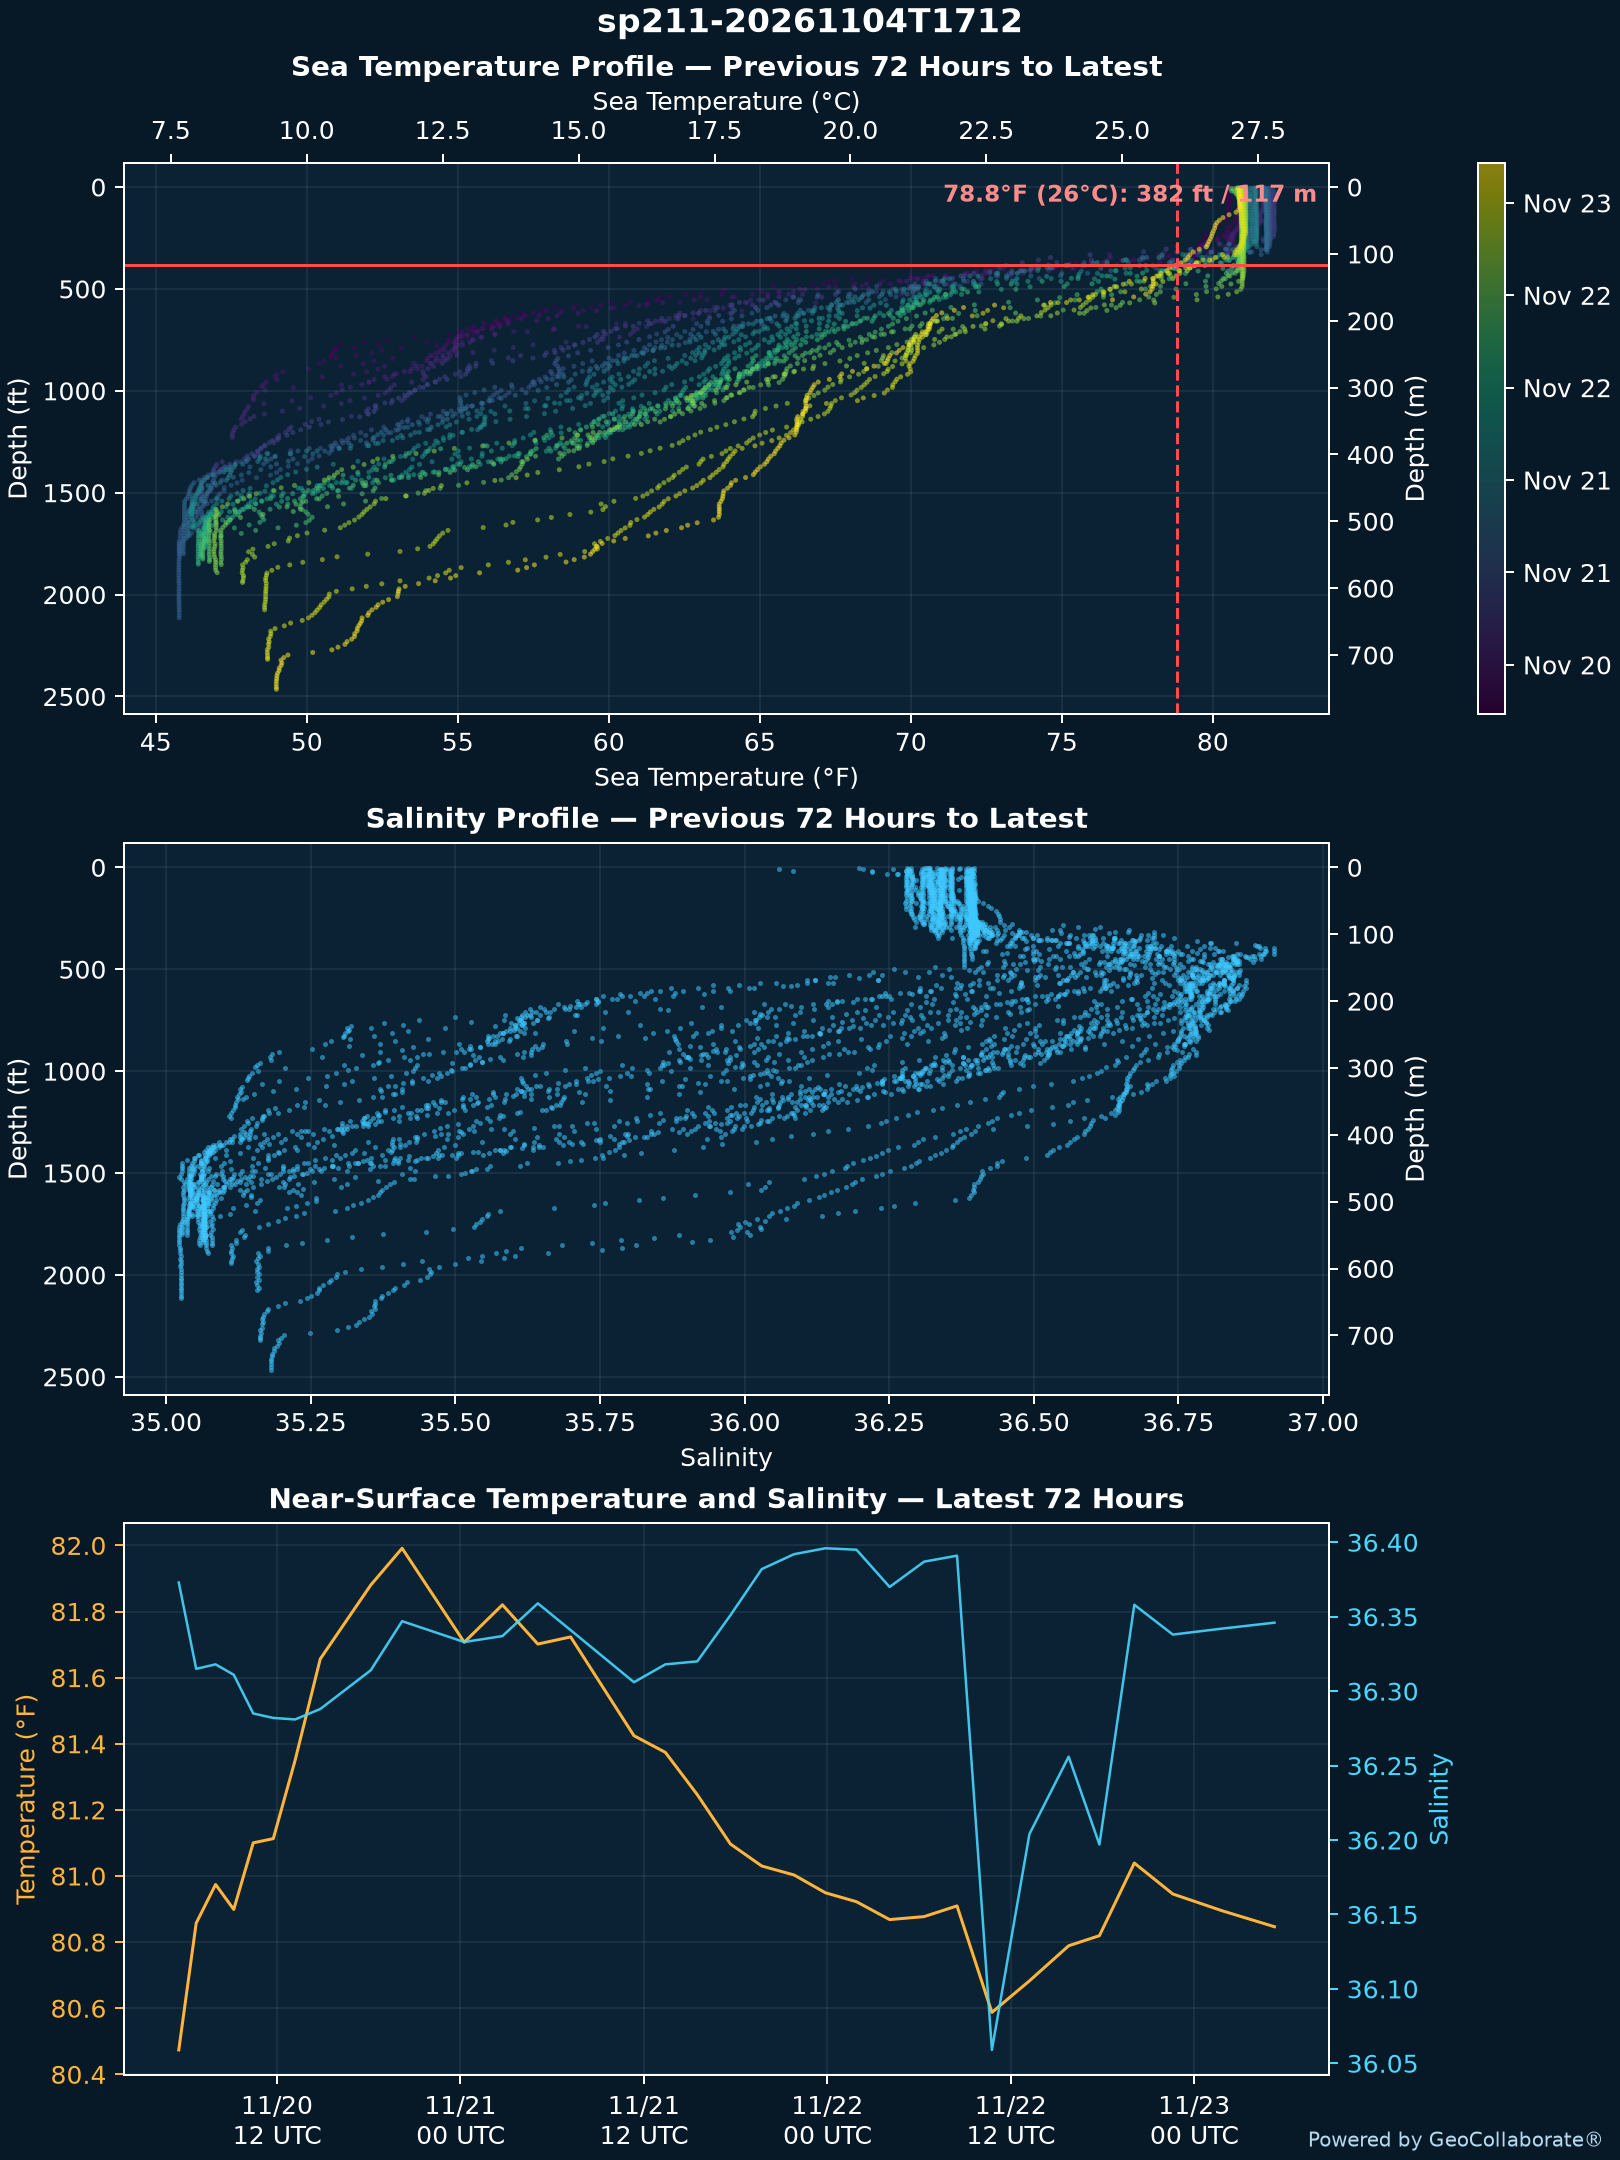 sp211-20261104T1712
Sea Temperature Profile — Previous 72 Hours to Latest
Sea Temperature (°C)
7.5 10.0 12.5 15.0 17.5 20.0 22.5 25.0 27.5
78.8°F (26°C): 382 ft / 117 m
Depth (ft)
0
500
1000
1500
2000
2500
Depth (m)
0
100
200
300
400
500
600
700
Nov 23
Nov 22
Nov 22
Nov 21
Nov 21
Nov 20
45 50 55 60 65 70 75 80
Sea Temperature (°F)
Salinity Profile — Previous 72 Hours to Latest
Depth (ft)
0
500
1000
1500
2000
2500
Depth (m)
0
100
200
300
400
500
600
700
35.00 35.25 35.50 35.75 36.00 36.25 36.50 36.75 37.00
Salinity
Near-Surface Temperature and Salinity — Latest 72 Hours
Temperature (°F)
82.0
81.8
81.6
81.4
81.2
81.0
80.8
80.6
80.4
Salinity
36.40
36.35
36.30
36.25
36.20
36.15
36.10
36.05
11/20 11/21 11/21 11/22 11/22 11/23
12 UTC 00 UTC 12 UTC 00 UTC 12 UTC 00 UTC
Powered by GeoCollaborate®